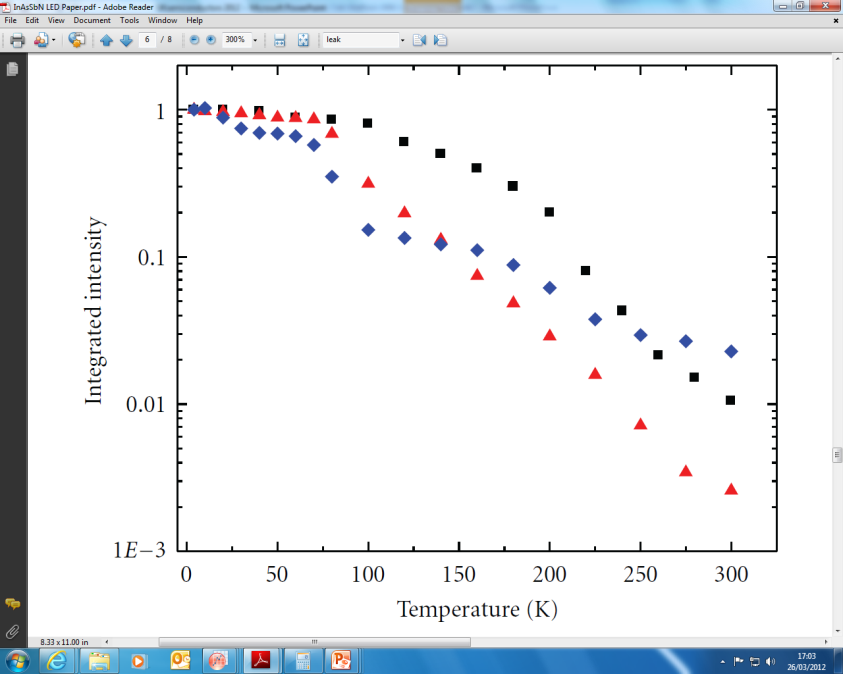 InAsSbN LED Paper.pdf - Adobe Reader
File Edit View Document Tools Window Help
6 / 8 300% leak
1
0.1
0.01
1E−3
Integrated intensity
0 50 100 150 200 250 300
Temperature (K)
8.33 x 11.00 in
17:03
26/03/2012